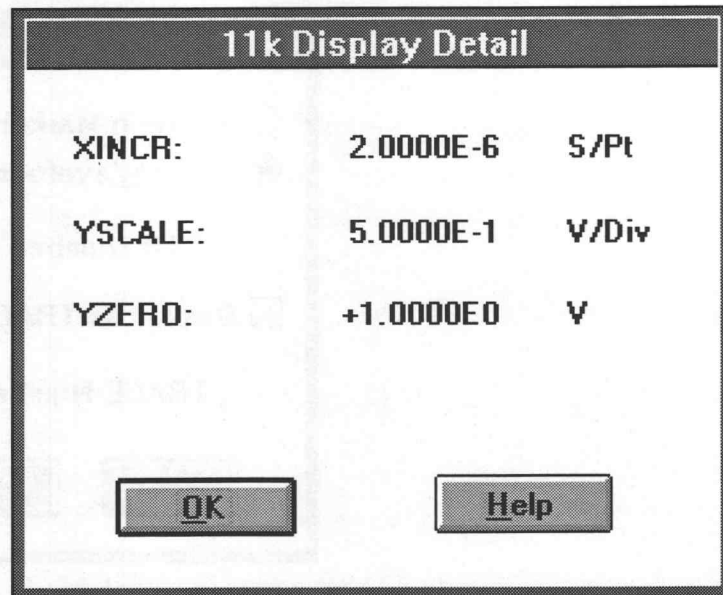 11k Display Detail
XINCR: 2.0000E-6 S/Pt
YSCALE: 5.0000E-1 V/Div
YZERO: +1.0000E0 V
OK Help